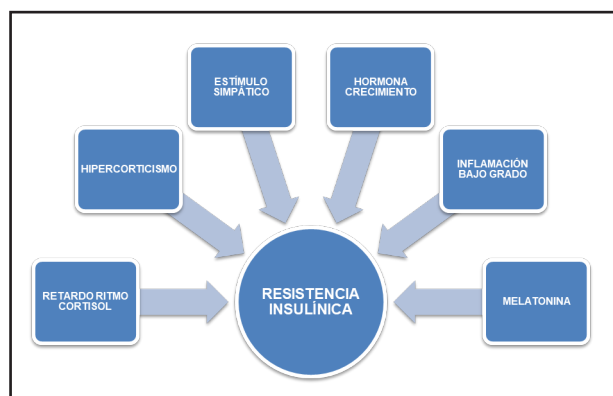 ESTÍMULO
SIMPÁTICO
HORMONA
CRECIMIENTO
HIPERCORTICISMO
INFLAMACIÓN
BAJO GRADO
RETARDO RITMO
CORTISOL
RESISTENCIA
INSULÍNICA
MELATONINA